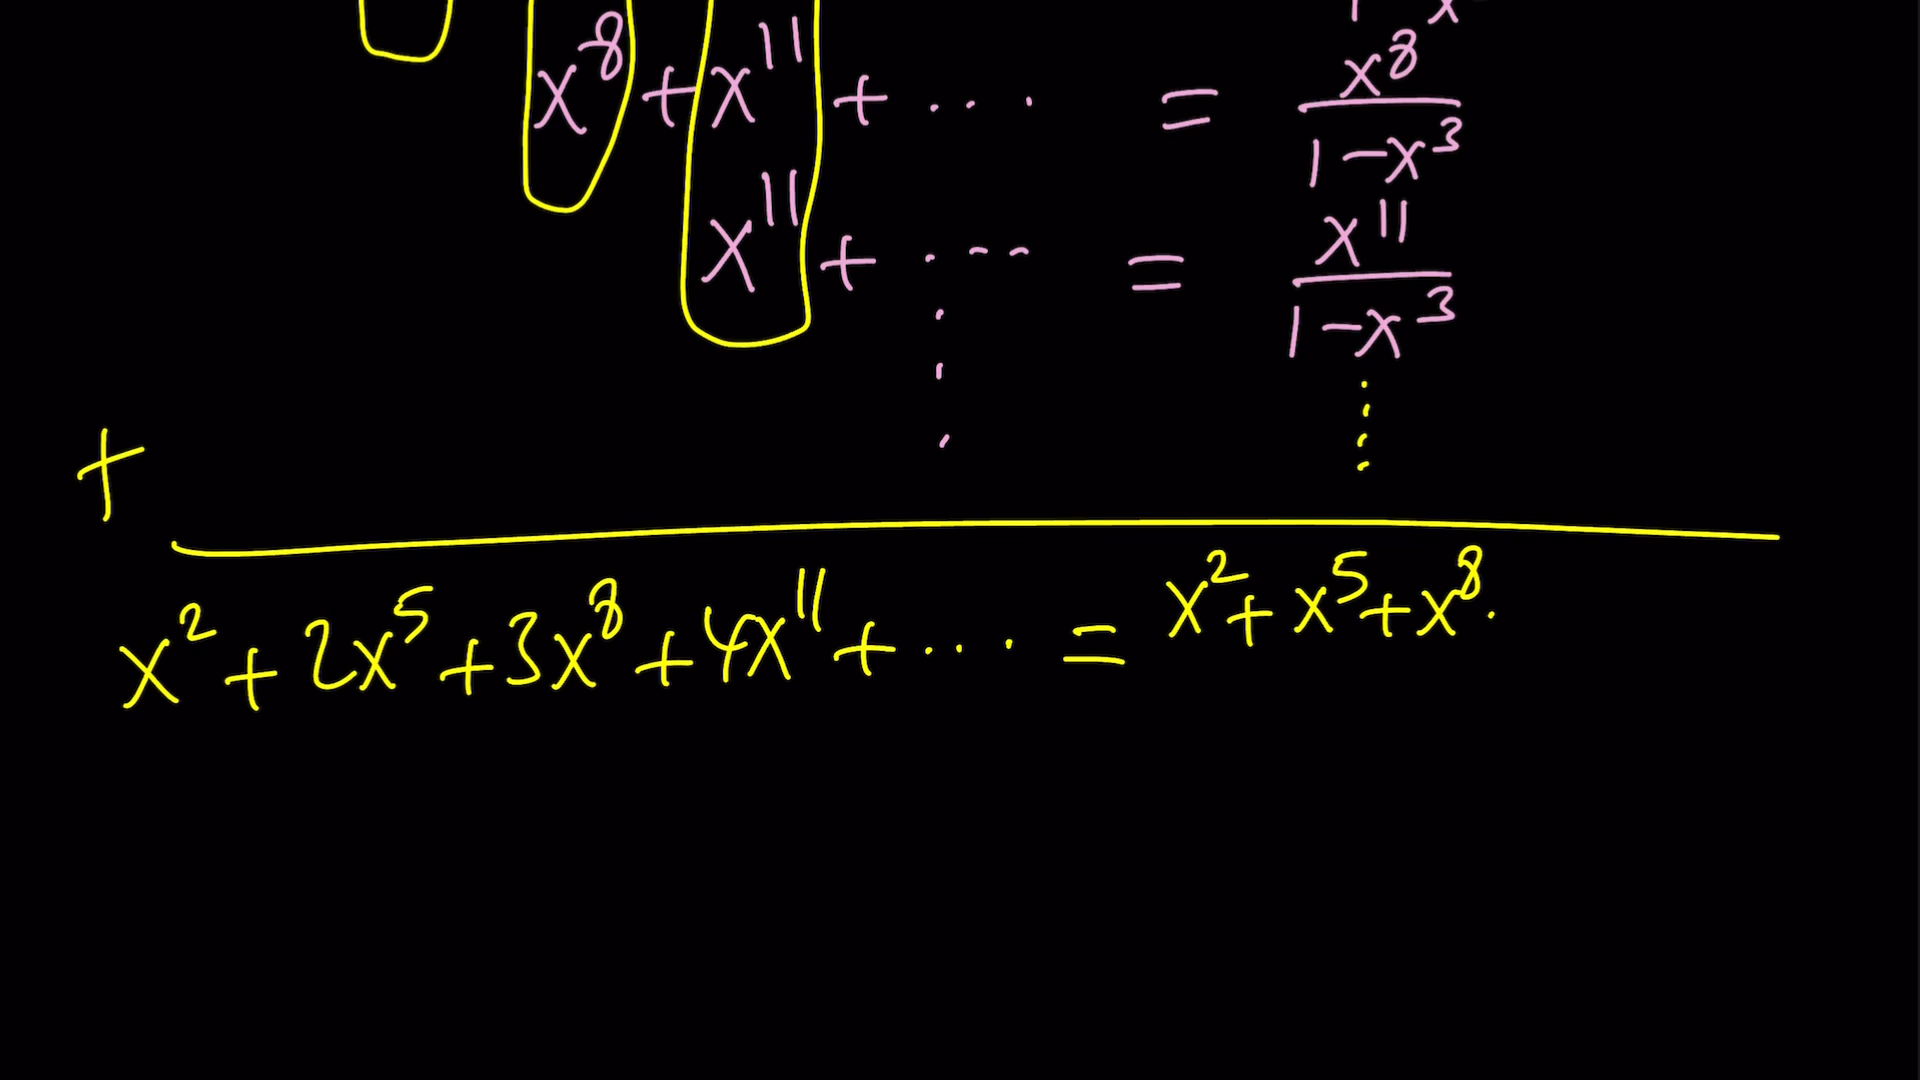 x^8 + x^11 + ... = x^8 / (1-x^3)
x^11 + ... = x^11 / (1-x^3)
+
x^2 + 2x^5 + 3x^8 + 4x^11 + ... = x^2 + x^5 + x^8.